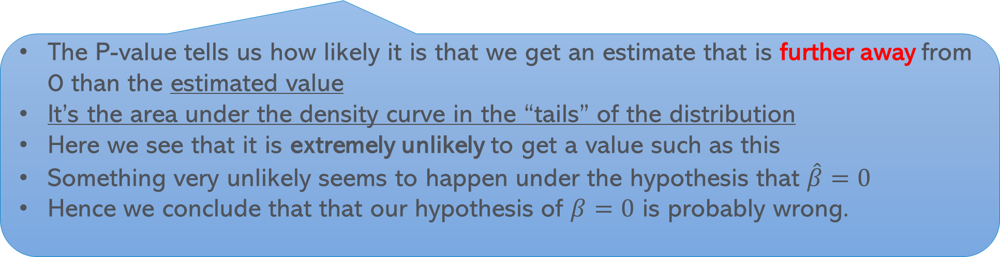 • The P-value tells us how likely it is that we get an estimate that is further away from
0 than the estimated value
• It’s the area under the density curve in the “tails” of the distribution
• Here we see that it is extremely unlikely to get a value such as this
• Something very unlikely seems to happen under the hypothesis that β̂ = 0
• Hence we conclude that that our hypothesis of β = 0 is probably wrong.